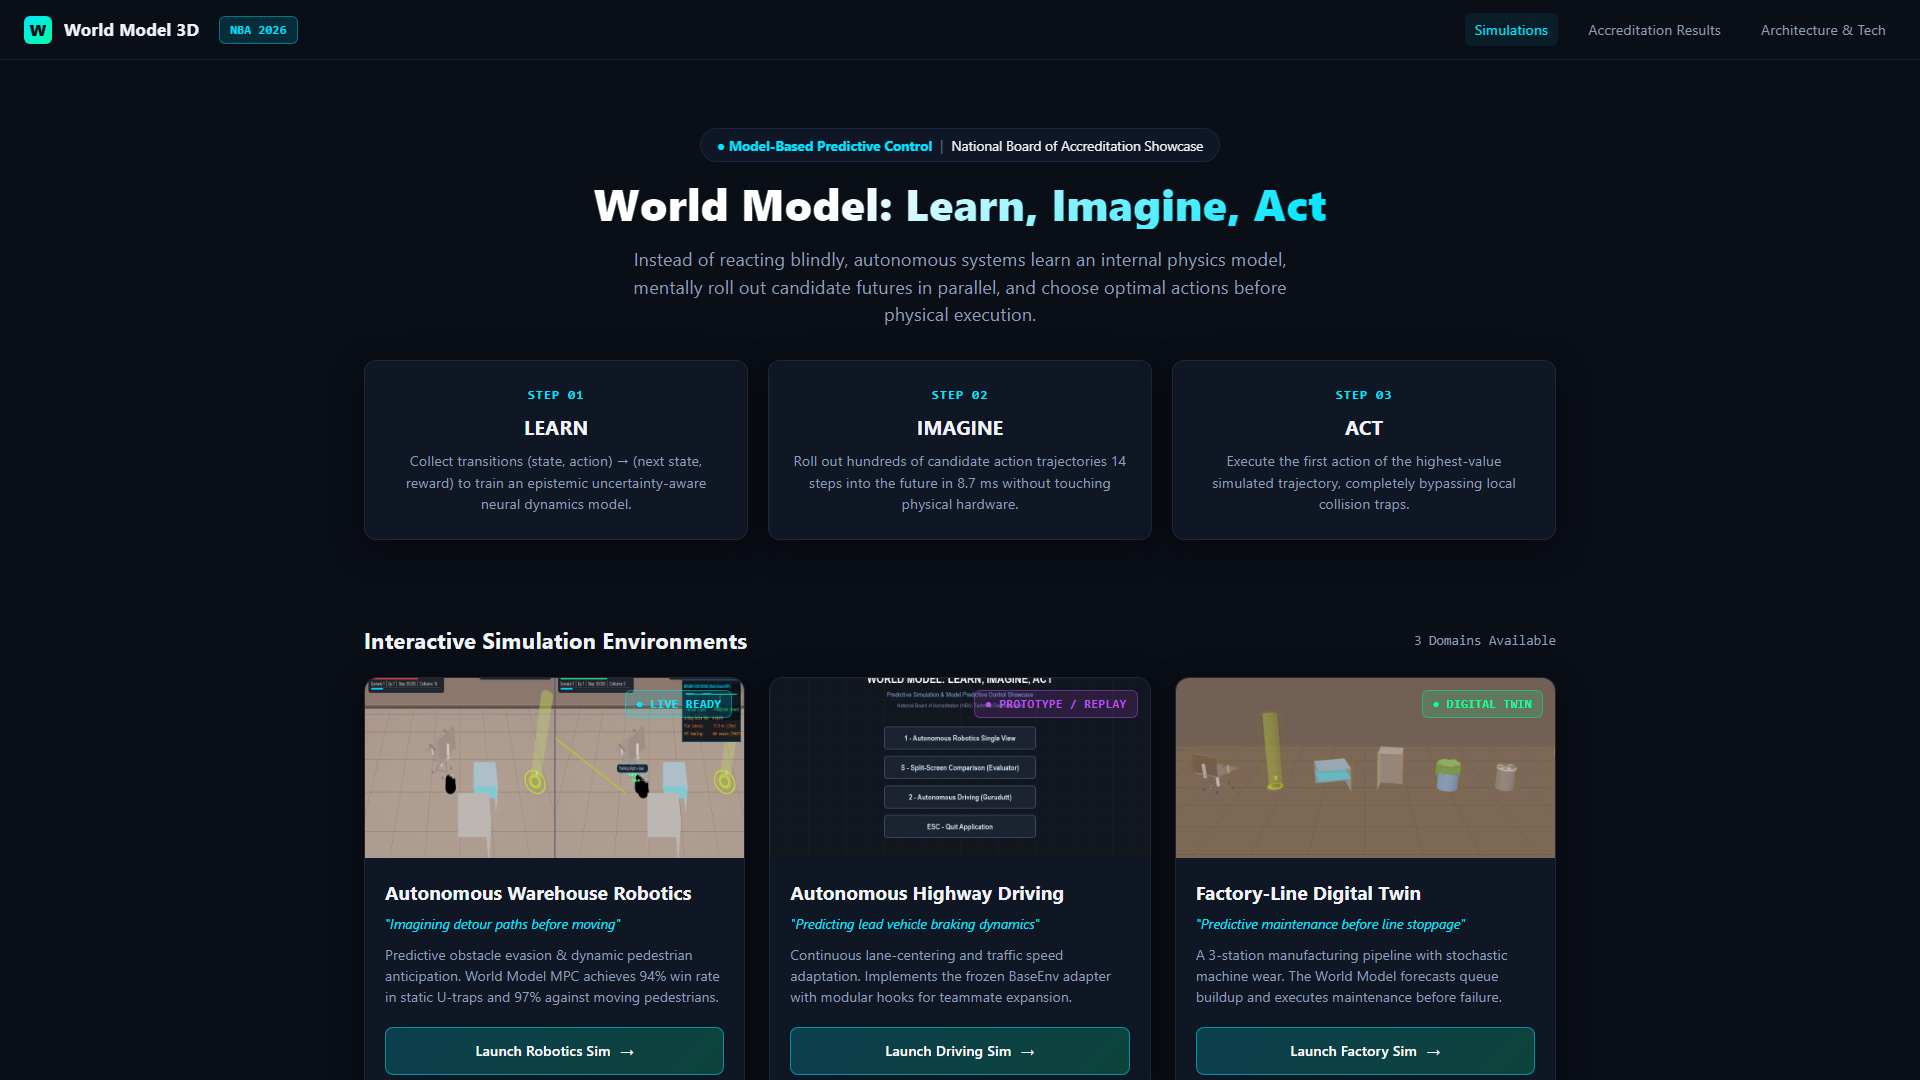 W World Model 3D NBA 2026 Simulations Accreditation Results Architecture & Tech
● Model-Based Predictive Control | National Board of Accreditation Showcase
World Model: Learn, Imagine, Act
Instead of reacting blindly, autonomous systems learn an internal physics model,
mentally roll out candidate futures in parallel, and choose optimal actions before
physical execution.
STEP 01
LEARN
Collect transitions (state, action) → (next state,
reward) to train an epistemic uncertainty-aware
neural dynamics model.
STEP 02
IMAGINE
Roll out hundreds of candidate action trajectories 14
steps into the future in 8.7 ms without touching
physical hardware.
STEP 03
ACT
Execute the first action of the highest-value
simulated trajectory, completely bypassing local
collision traps.
Interactive Simulation Environments
3 Domains Available
● LIVE READY
Autonomous Warehouse Robotics
"Imagining detour paths before moving"
Predictive obstacle evasion & dynamic pedestrian
anticipation. World Model MPC achieves 94% win rate
in static U-traps and 97% against moving pedestrians.
Launch Robotics Sim →
WORLD MODEL: LEARN, IMAGINE, ACT
Predictive Simulation & Model Predictive Control Showcase
National Board of Accreditation (NBA)
● PROTOTYPE / REPLAY
1 - Autonomous Robotics Single View
S - Split-Screen Comparison (Evaluator)
2 - Autonomous Driving (Gurudutt)
ESC - Quit Application
Autonomous Highway Driving
"Predicting lead vehicle braking dynamics"
Continuous lane-centering and traffic speed
adaptation. Implements the frozen BaseEnv adapter
with modular hooks for teammate expansion.
Launch Driving Sim →
● DIGITAL TWIN
Factory-Line Digital Twin
"Predictive maintenance before line stoppage"
A 3-station manufacturing pipeline with stochastic
machine wear. The World Model forecasts queue
buildup and executes maintenance before failure.
Launch Factory Sim →